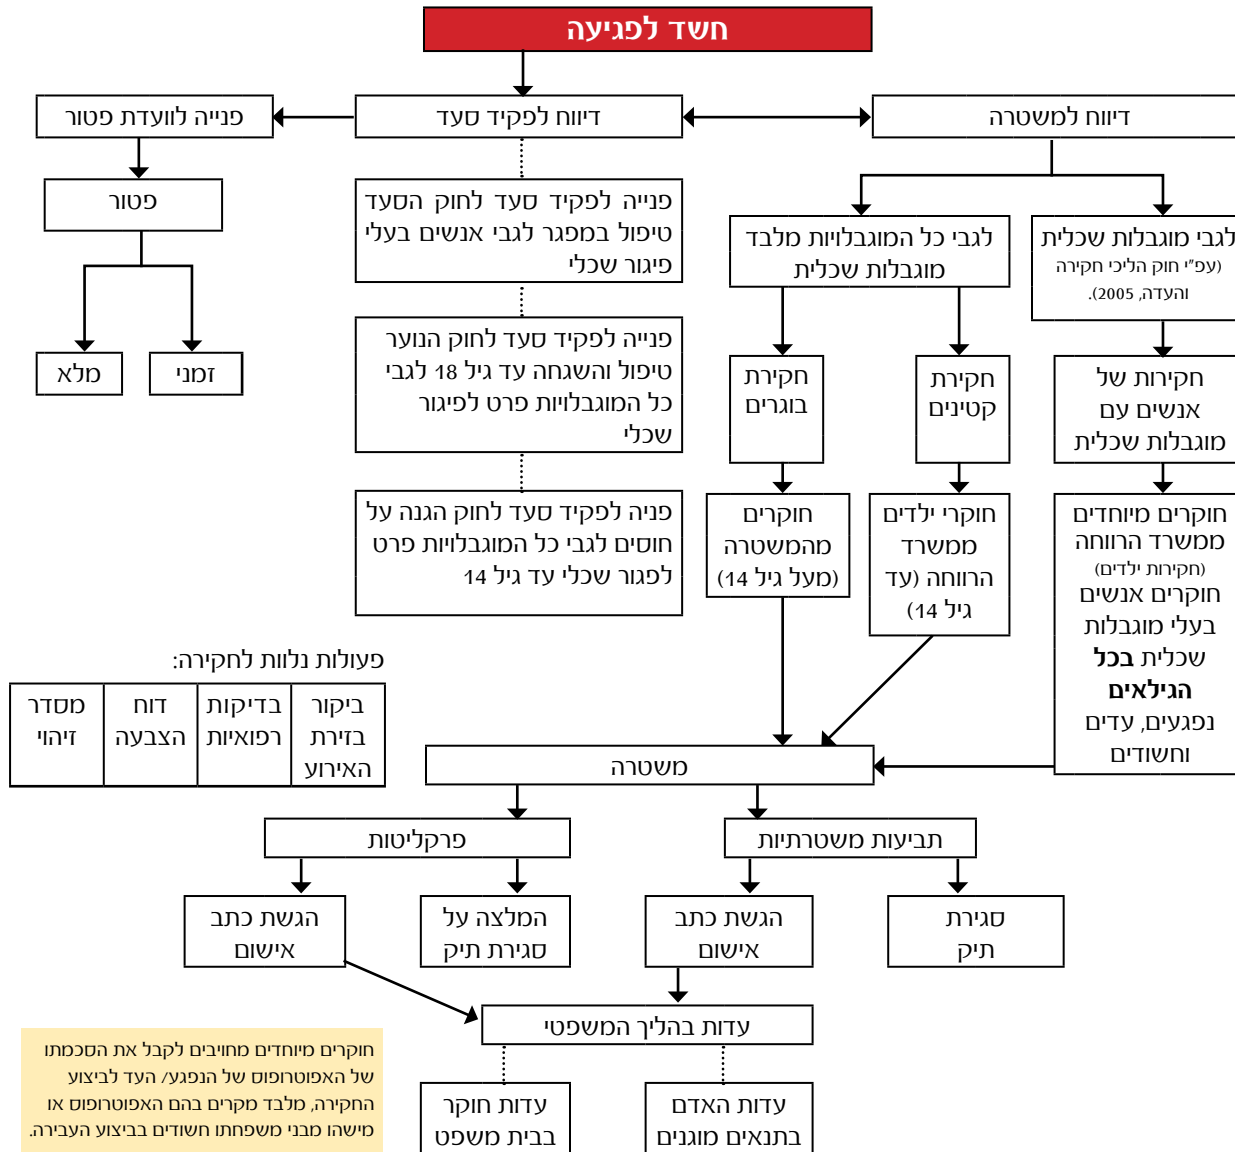 חשד לפגיעה
דיווח למשטרה
דיווח לפקיד סעד
פנייה לוועדת פטור
לגבי מוגבלות שכלית
(עפ"י חוק הליכי חקירה
והעדה, 2005).
לגבי כל המוגבלויות מלבד
מוגבלות שכלית
פנייה לפקיד סעד לחוק הסעד
טיפול במפגר לגבי אנשים בעלי
פיגור שכלי
פטור
פנייה לפקיד סעד לחוק הנוער
טיפול והשגחה עד גיל 18 לגבי
כל המוגבלויות פרט לפיגור
שכלי
זמני
מלא
חקירות של
אנשים עם
מוגבלות שכלית
חקירת
קטינים
חקירת
בוגרים
פניה לפקיד סעד לחוק הגנה על
חוסים לגבי כל המוגבלויות פרט
לפגור שכלי עד גיל 14
חוקרים מיוחדים
ממשרד הרווחה
(חקירות ילדים)
חוקרים אנשים
בעלי מוגבלות
שכלית בכל
הגילאים
נפגעים, עדים
וחשודים
חוקרי ילדים
ממשרד
הרווחה (עד
גיל 14)
חוקרים
מהמשטרה
(מעל גיל 14)
פעולות נלוות לחקירה:
ביקור
בזירת
האירוע
בדיקות
רפואיות
דוח
הצבעה
מסדר
זיהוי
משטרה
תביעות משטרתיות
פרקליטות
סגירת
תיק
הגשת כתב
אישום
המלצה על
סגירת תיק
הגשת כתב
אישום
עדות בהליך המשפטי
עדות האדם
בתנאים מוגנים
עדות חוקר
בבית משפט
חוקרים מיוחדים מחויבים לקבל את הסכמתו
של האפוטרופוס של הנפגע/ העד לביצוע
החקירה, מלבד מקרים בהם האפוטרופוס או
מישהו מבני משפחתו חשודים בביצוע העבירה.